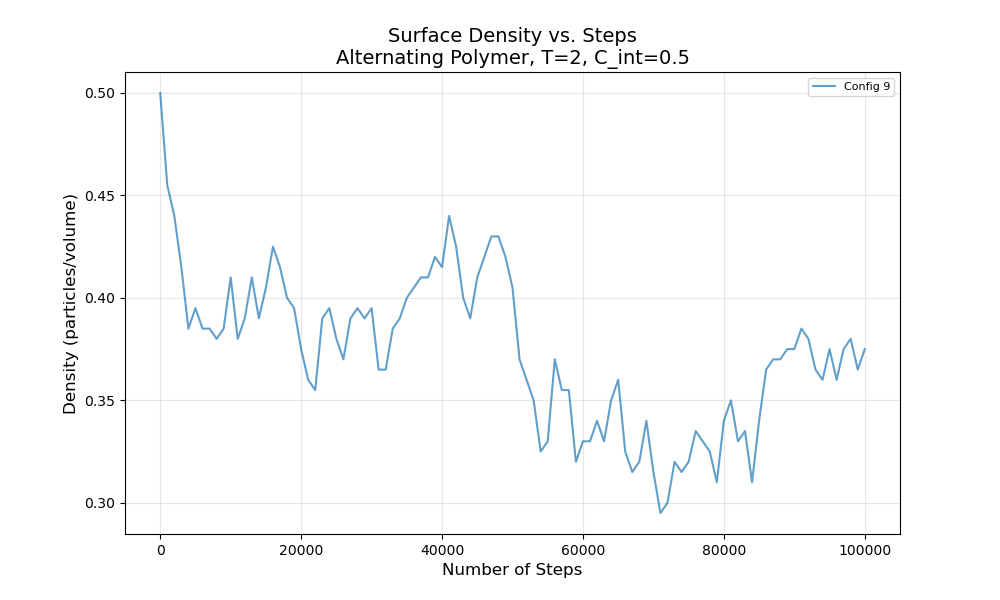 Surface Density vs. Steps
Alternating Polymer, T=2, C_int=0.5
Config 9
Density (particles/volume)
0.50
0.45
0.40
0.35
0.30
0
20000
40000
60000
80000
100000
Number of Steps